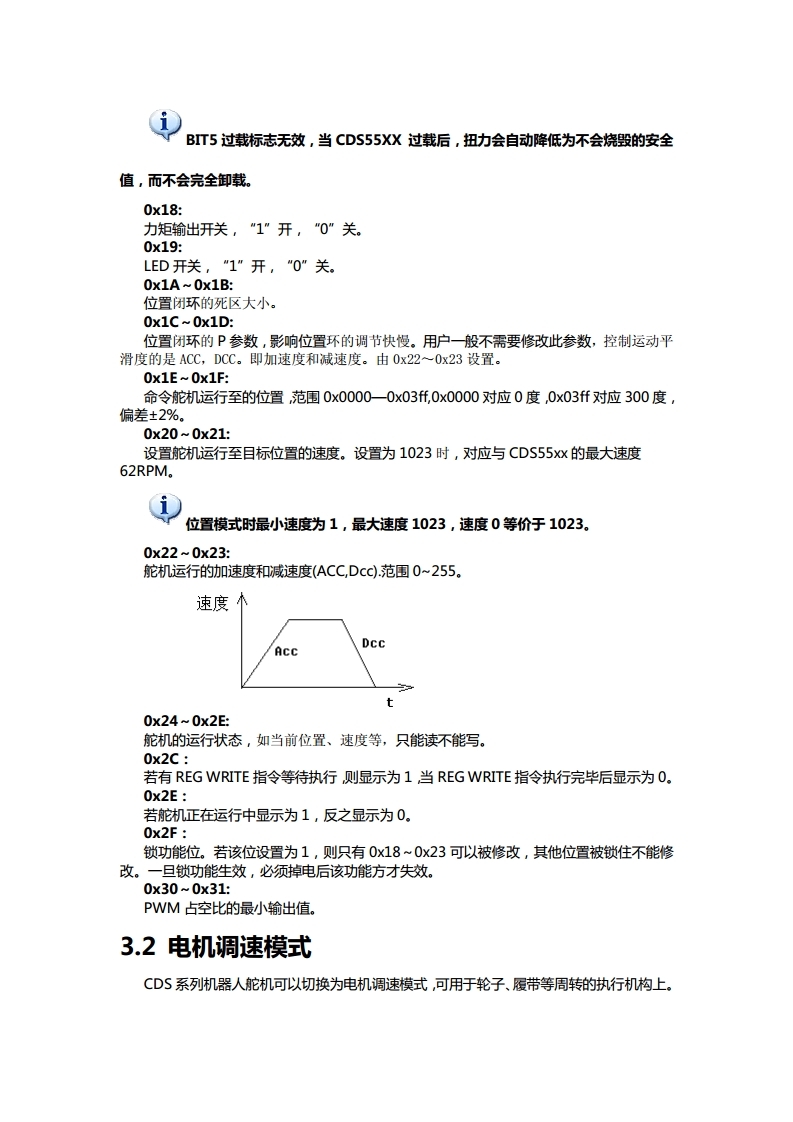 BIT5 过载标志无效，当 CDS55XX 过载后，扭力会自动降低为不会烧毁的安全
值，而不会完全卸载。
0x18:
力矩输出开关，“1”开，“0”关。
0x19:
LED 开关，“1”开，“0”关。
0x1A～0x1B:
位置闭环的死区大小。
0x1C～0x1D:
位置闭环的 P 参数，影响位置环的调节快慢。用户一般不需要修改此参数，控制运动平
滑度的是 ACC，DCC。即加速度和减速度。由 0x22～0x23 设置。
0x1E～0x1F:
命令舵机运行至的位置，范围 0x0000—0x03ff,0x0000 对应 0 度，0x03ff 对应 300 度，
偏差±2%。
0x20～0x21:
设置舵机运行至目标位置的速度。设置为 1023 时，对应与 CDS55xx 的最大速度
62RPM。
位置模式时最小速度为 1，最大速度 1023，速度 0 等价于 1023。
0x22～0x23:
舵机运行的加速度和减速度(ACC,Dcc).范围 0~255。
速度
Dcc
Acc
t
0x24～0x2E:
舵机的运行状态，如当前位置、速度等，只能读不能写。
0x2C：
若有 REG WRITE 指令等待执行，则显示为 1，当 REG WRITE 指令执行完毕后显示为 0。
0x2E：
若舵机正在运行中显示为 1，反之显示为 0。
0x2F：
锁功能位。若该位设置为 1，则只有 0x18～0x23 可以被修改，其他位置被锁住不能修
改。一旦锁功能生效，必须掉电后该功能方才失效。
0x30～0x31:
PWM 占空比的最小输出值。
3.2 电机调速模式
CDS 系列机器人舵机可以切换为电机调速模式，可用于轮子、履带等周转的执行机构上。